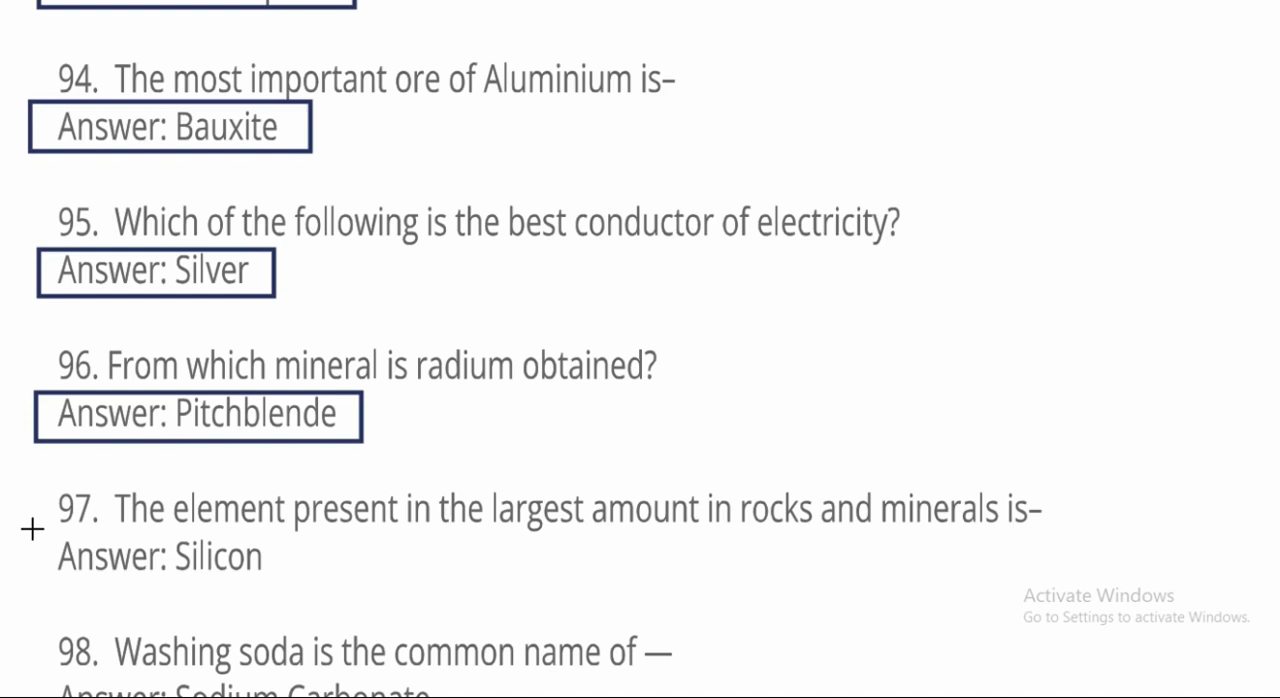 94. The most important ore of Aluminium is–
Answer: Bauxite
95. Which of the following is the best conductor of electricity?
Answer: Silver
96. From which mineral is radium obtained?
Answer: Pitchblende
97. The element present in the largest amount in rocks and minerals is–
Answer: Silicon
Activate Windows
Go to Settings to activate Windows.
98. Washing soda is the common name of —
Answer: Sodium Carbonate